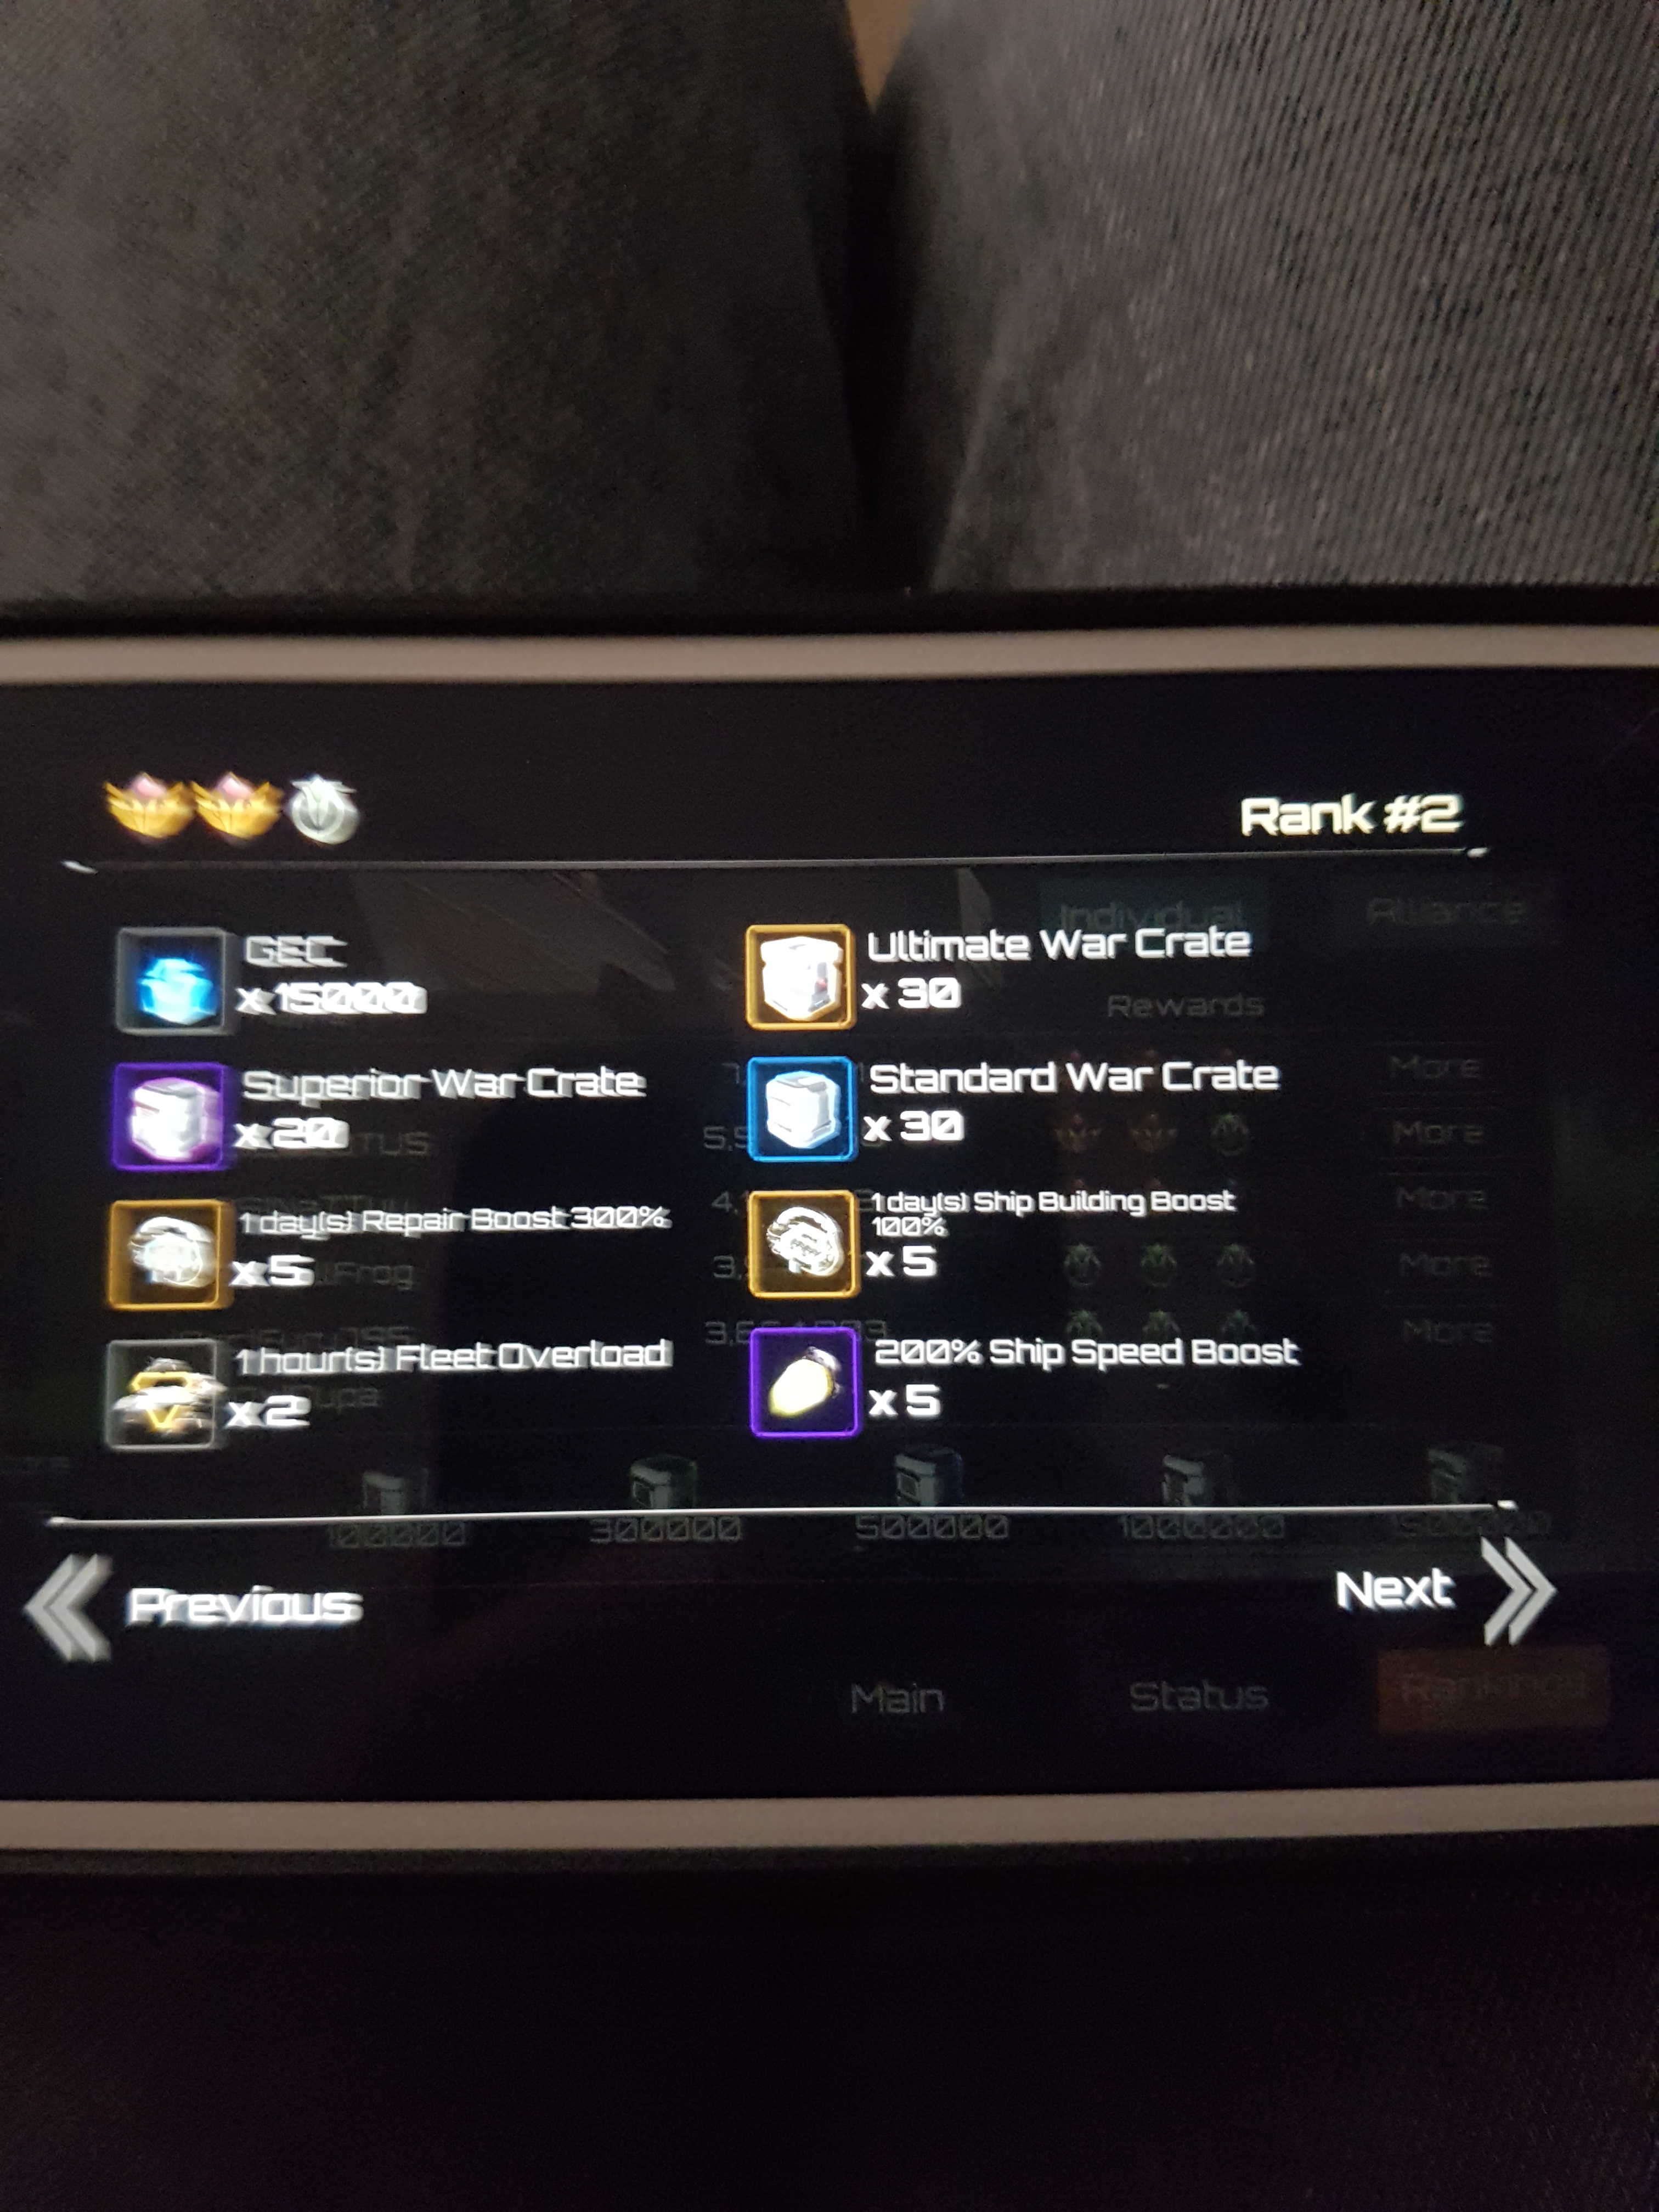 Rank #2
Individual
Alliance
GEC
x 15000
Ultimate War Crate
x 30
Rewards
Superior War Crate
x 20
Standard War Crate
x 30
More
More
1 day(s) Repair Boost 300%
x 5
1 day(s) Ship Building Boost
100%
x 5
More
More
1 hour(s) Fleet Overload
x 2
200% Ship Speed Boost
x 5
More
100000
300000
500000
1000000
Previous
Next
Main
Status
Rankings